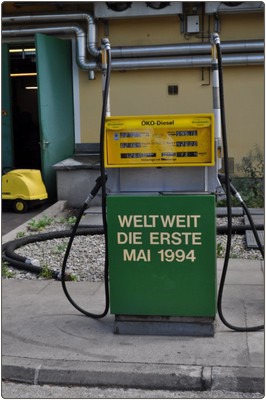 ÖKO-Diesel
WELTWEIT
DIE ERSTE
MAI 1994